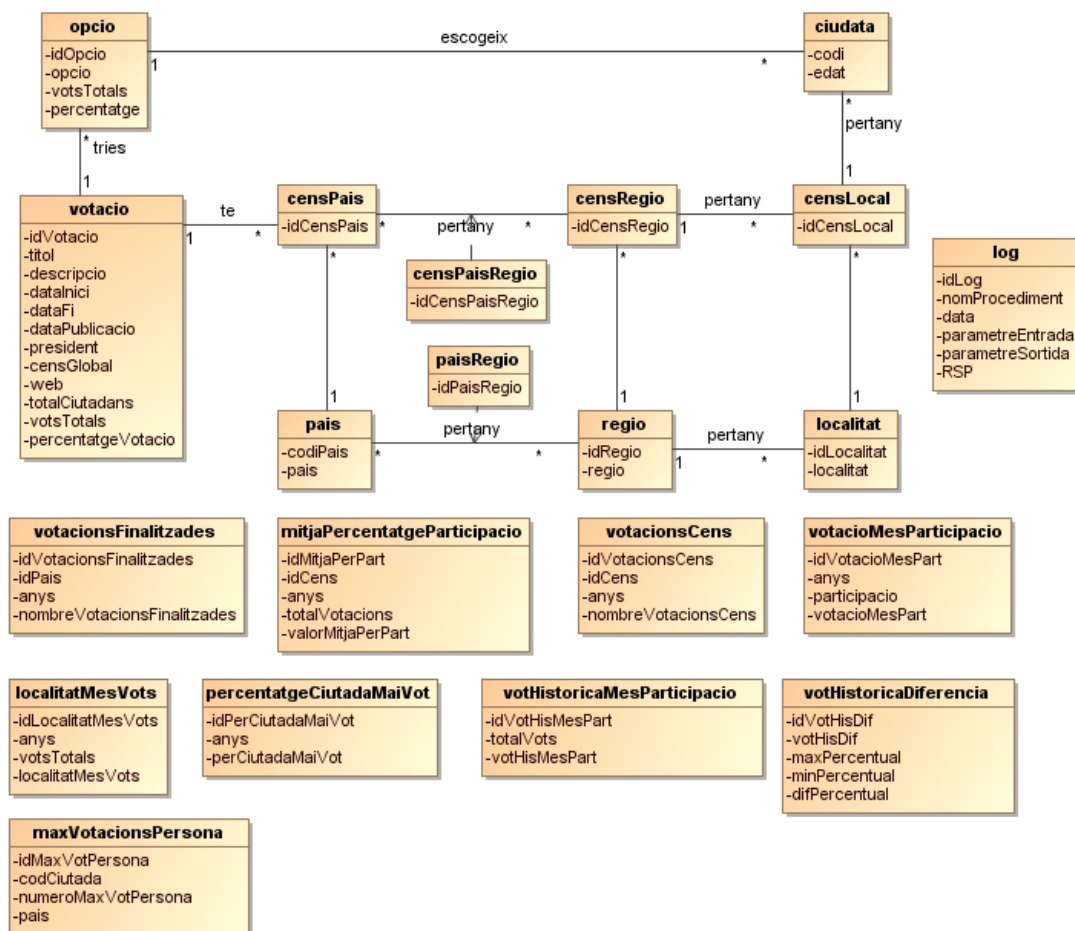 opcio
-idOpcio
-opcio
-votsTotals
-percentatge
1
escogeix
*
ciudata
-codi
-edat
*
tries
1
*
pertany
1
votacio
-idVotacio
-titol
-descripcio
-dataInici
-dataFi
-dataPublicacio
-president
-censGlobal
-web
-totalCiutadans
-votsTotals
-percentatgeVotacio
te
1
*
censPais
-idCensPais
*
pertany
*
*
censRegio
-idCensRegio
1
pertany
*
*
censLocal
-idCensLocal
*
censPaisRegio
-idCensPaisRegio
paisRegio
-idPaisRegio
log
-idLog
-nomProcediment
-data
-parametreEntrada
-parametreSortida
-RSP
1
pais
-codiPais
-pais
*
pertany
*
1
regio
-idRegio
-regio
1
pertany
*
1
localitat
-idLocalitat
-localitat
votacionsFinalitzades
-idVotacionsFinalitzades
-idPais
-anys
-nombreVotacionsFinalitzades
mitjaPercentatgeParticipacio
-idMitjaPerPart
-idCens
-anys
-totalVotacions
-valorMitjaPerPart
votacionsCens
-idVotacionsCens
-idCens
-anys
-nombreVotacionsCens
votacioMesParticipacio
-idVotacioMesPart
-anys
-participacio
-votacioMesPart
localitatMesVots
-idLocalitatMesVots
-anys
-votsTotals
-localitatMesVots
percentatgeCiutadaMaiVot
-idPerCiutadaMaiVot
-anys
-perCiutadaMaiVot
votHistoricaMesParticipacio
-idVotHisMesPart
-totalVots
-votHisMesPart
votHistoricaDiferencia
-idVotHisDif
-votHisDif
-maxPercentual
-minPercentual
-difPercentual
maxVotacionsPersona
-idMaxVotPersona
-codCiutada
-numeroMaxVotPersona
-pais